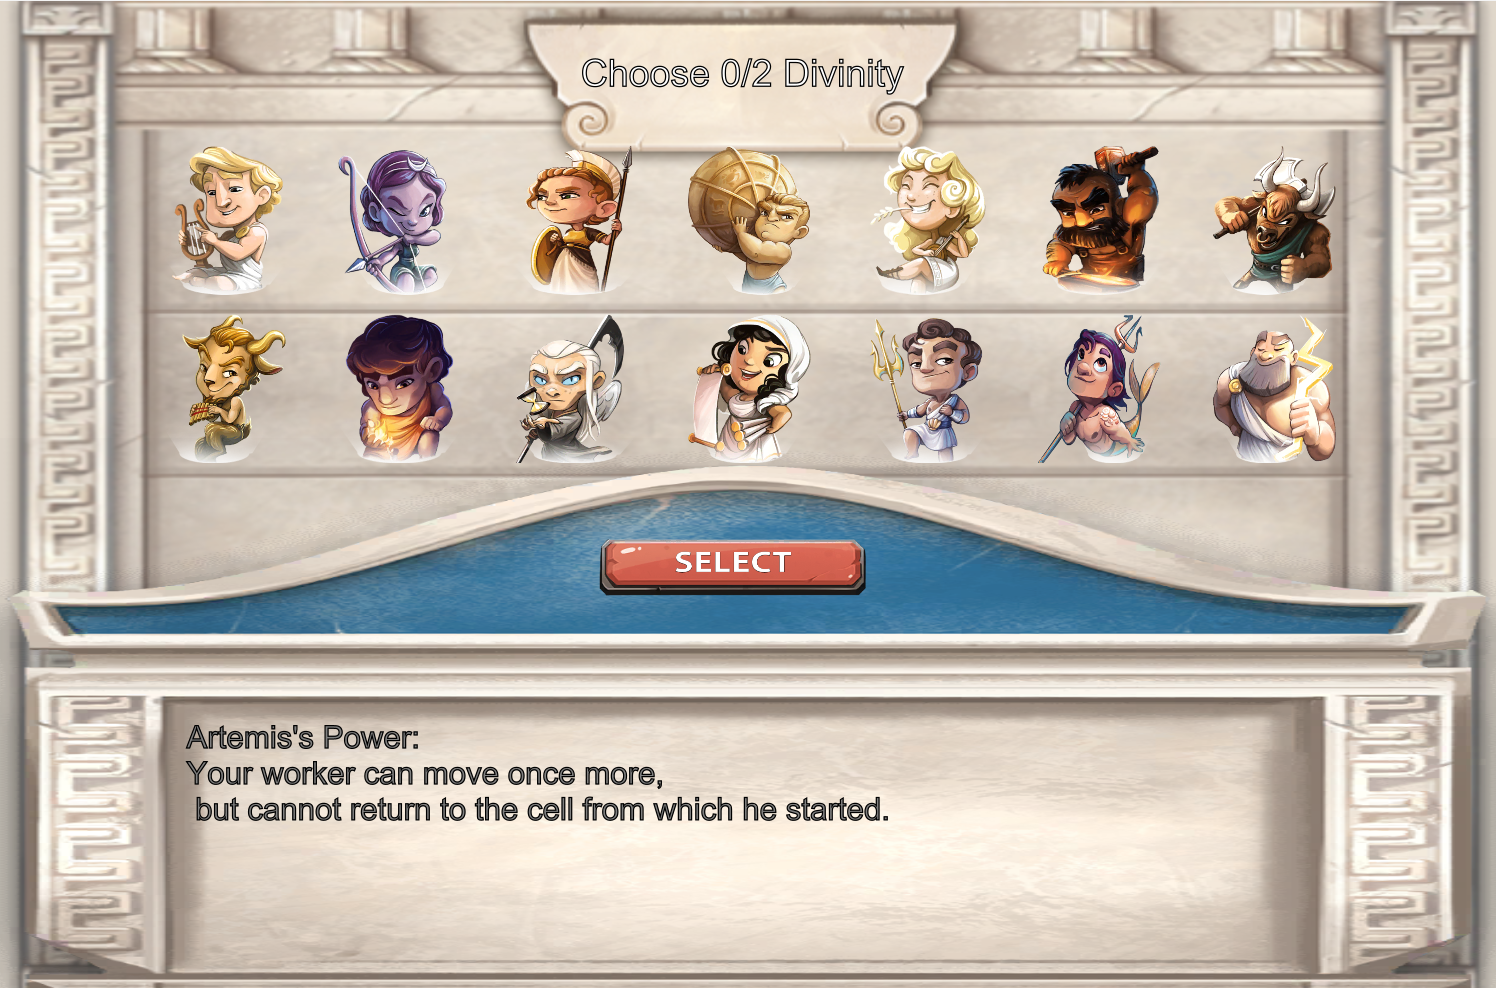 Choose 0/2 Divinity
SELECT
Artemis's Power:
Your worker can move once more,
but cannot return to the cell from which he started.